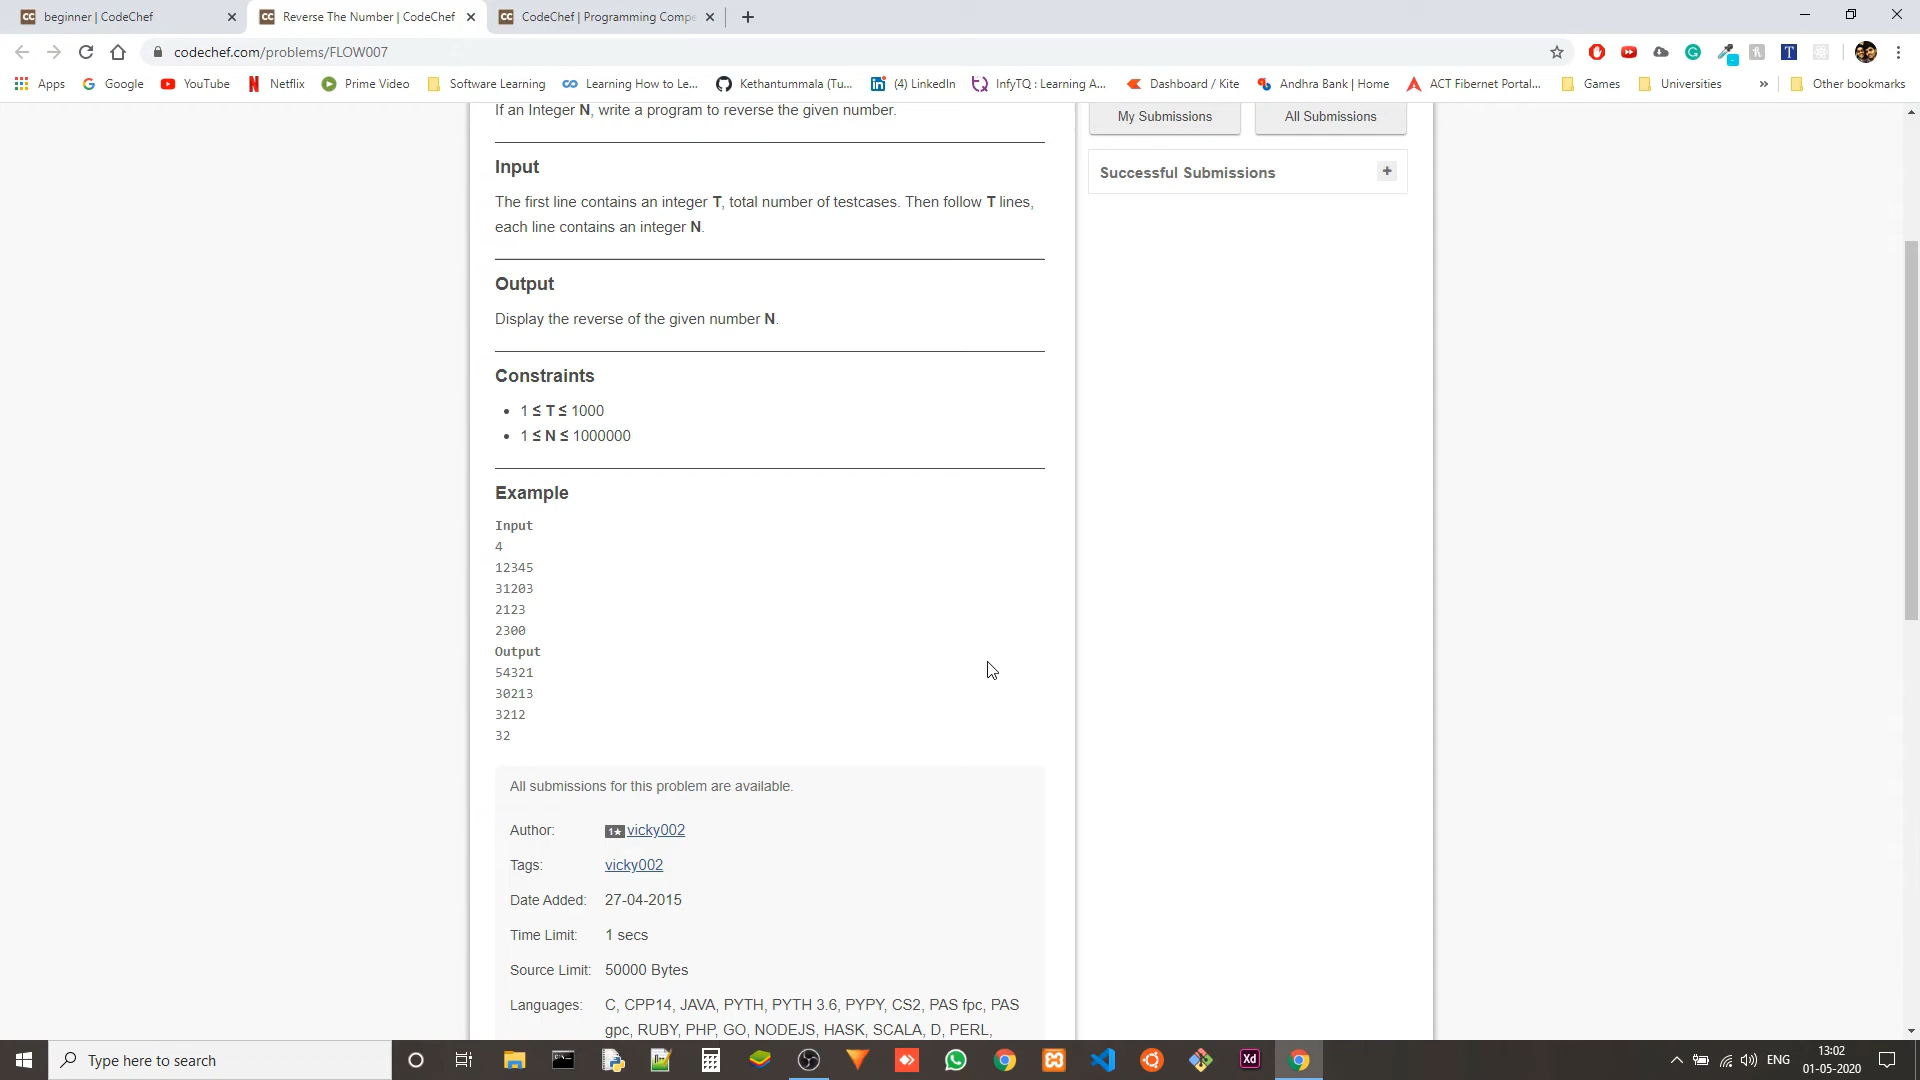 beginner | CodeChef
Reverse The Number | CodeChef
CodeChef | Programming Compe
codechef.com/problems/FLOW007
Apps
Google
YouTube
Netflix
Prime Video
Software Learning
Learning How to Le...
Kethantummala (Tu...
(4) LinkedIn
InfyTQ : Learning A...
Dashboard / Kite
Andhra Bank | Home
ACT Fibernet Portal...
Games
Universities
»
Other bookmarks
If an Integer N, write a program to reverse the given number.
My Submissions
All Submissions
Input
Successful Submissions
+
The first line contains an integer T, total number of testcases. Then follow T lines,
each line contains an integer N.
Output
Display the reverse of the given number N.
Constraints
• 1 ≤ T ≤ 1000
• 1 ≤ N ≤ 1000000
Example
Input
4
12345
31203
2123
2300
Output
54321
30213
3212
32
All submissions for this problem are available.
Author: 1★ vicky002
Tags: vicky002
Date Added: 27-04-2015
Time Limit: 1 secs
Source Limit: 50000 Bytes
Languages: C, CPP14, JAVA, PYTH, PYTH 3.6, PYPY, CS2, PAS fpc, PAS
gpc, RUBY, PHP, GO, NODEJS, HASK, SCALA, D, PERL,
Type here to search
Xd
ENG
13:02
01-05-2020